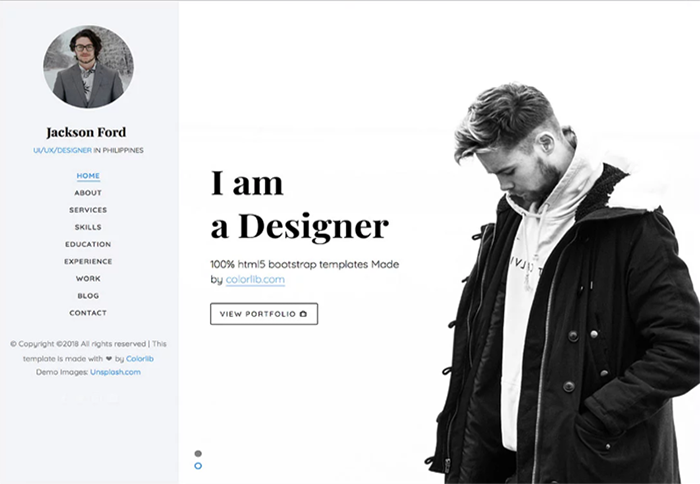 Jackson Ford
UI/UX/DESIGNER IN PHILIPPINES
HOME
ABOUT
SERVICES
SKILLS
EDUCATION
EXPERIENCE
WORK
BLOG
CONTACT
© Copyright ©2018 All rights reserved | This
template is made with ❤ by Colorlib
Demo Images: Unsplash.com
I am
a Designer
100% html5 bootstrap templates Made
by colorlib.com
VIEW PORTFOLIO